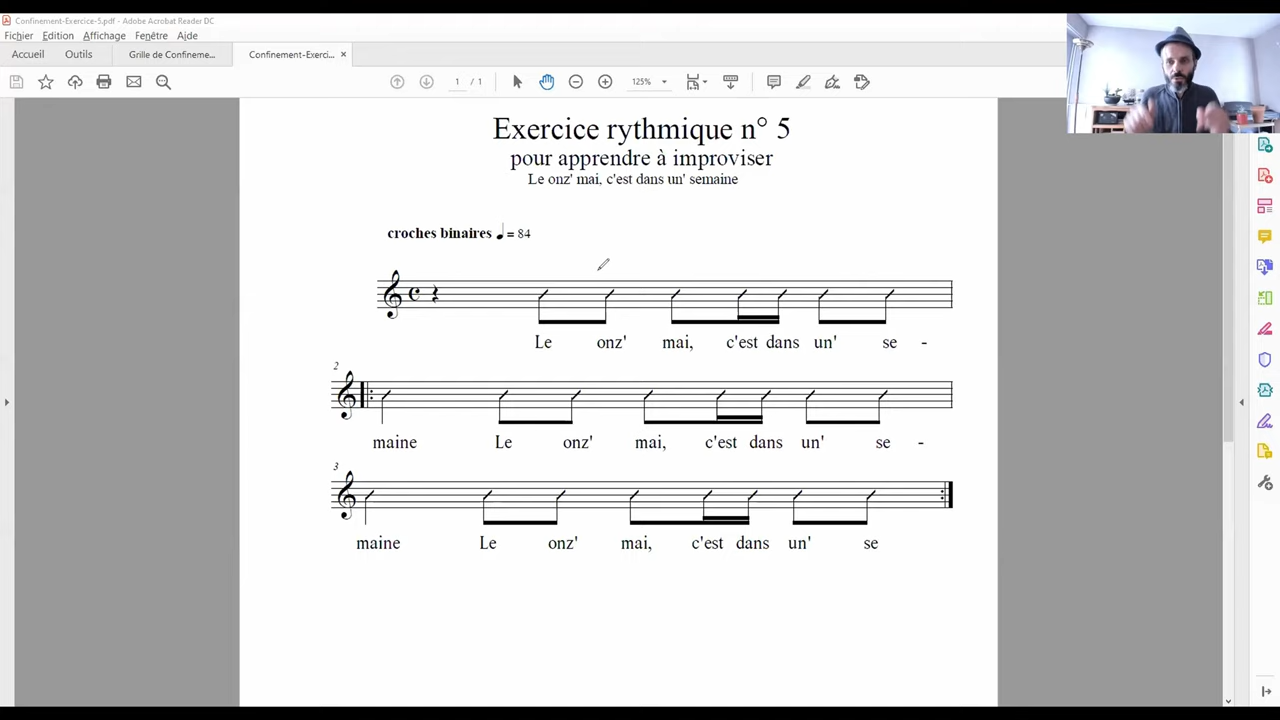 Confinement-Exercice-5.pdf - Adobe Acrobat Reader DC
Fichier Edition Affichage Fenêtre Aide
Accueil Outils Grille de Confineme... Confinement-Exerci... ×
1 / 1 125%
Exercice rythmique n° 5
pour apprendre à improviser
Le onz' mai, c'est dans un' semaine
croches binaires = 84
Le onz' mai, c'est dans un' se -
2
maine Le onz' mai, c'est dans un' se -
3
maine Le onz' mai, c'est dans un' se